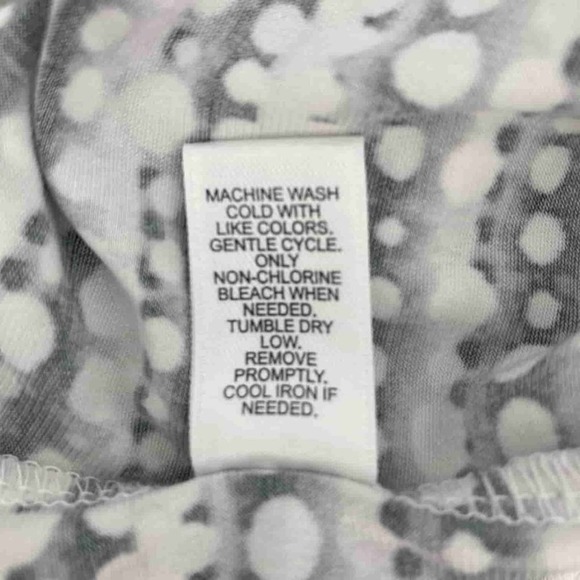 MACHINE WASH
COLD WITH
LIKE COLORS.
GENTLE CYCLE.
ONLY
NON-CHLORINE
BLEACH WHEN
NEEDED.
TUMBLE DRY
LOW.
REMOVE
PROMPTLY.
COOL IRON IF
NEEDED.